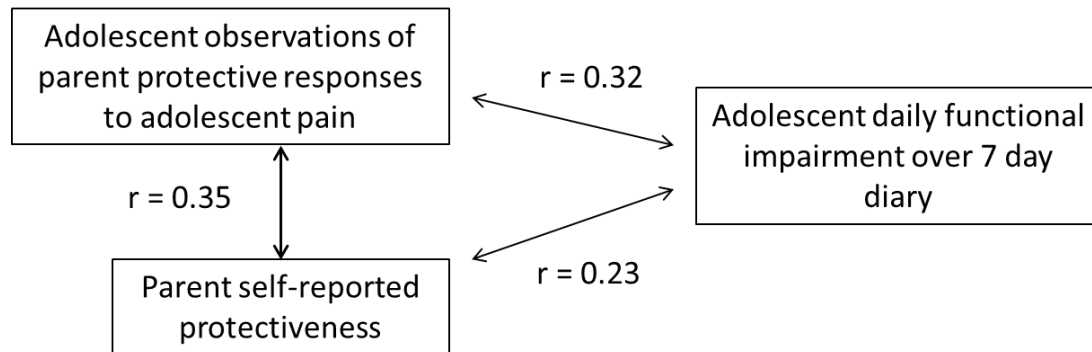 Adolescent observations of
parent protective responses
to adolescent pain
r = 0.32
Adolescent daily functional
impairment over 7 day
diary
r = 0.35
r = 0.23
Parent self-reported
protectiveness